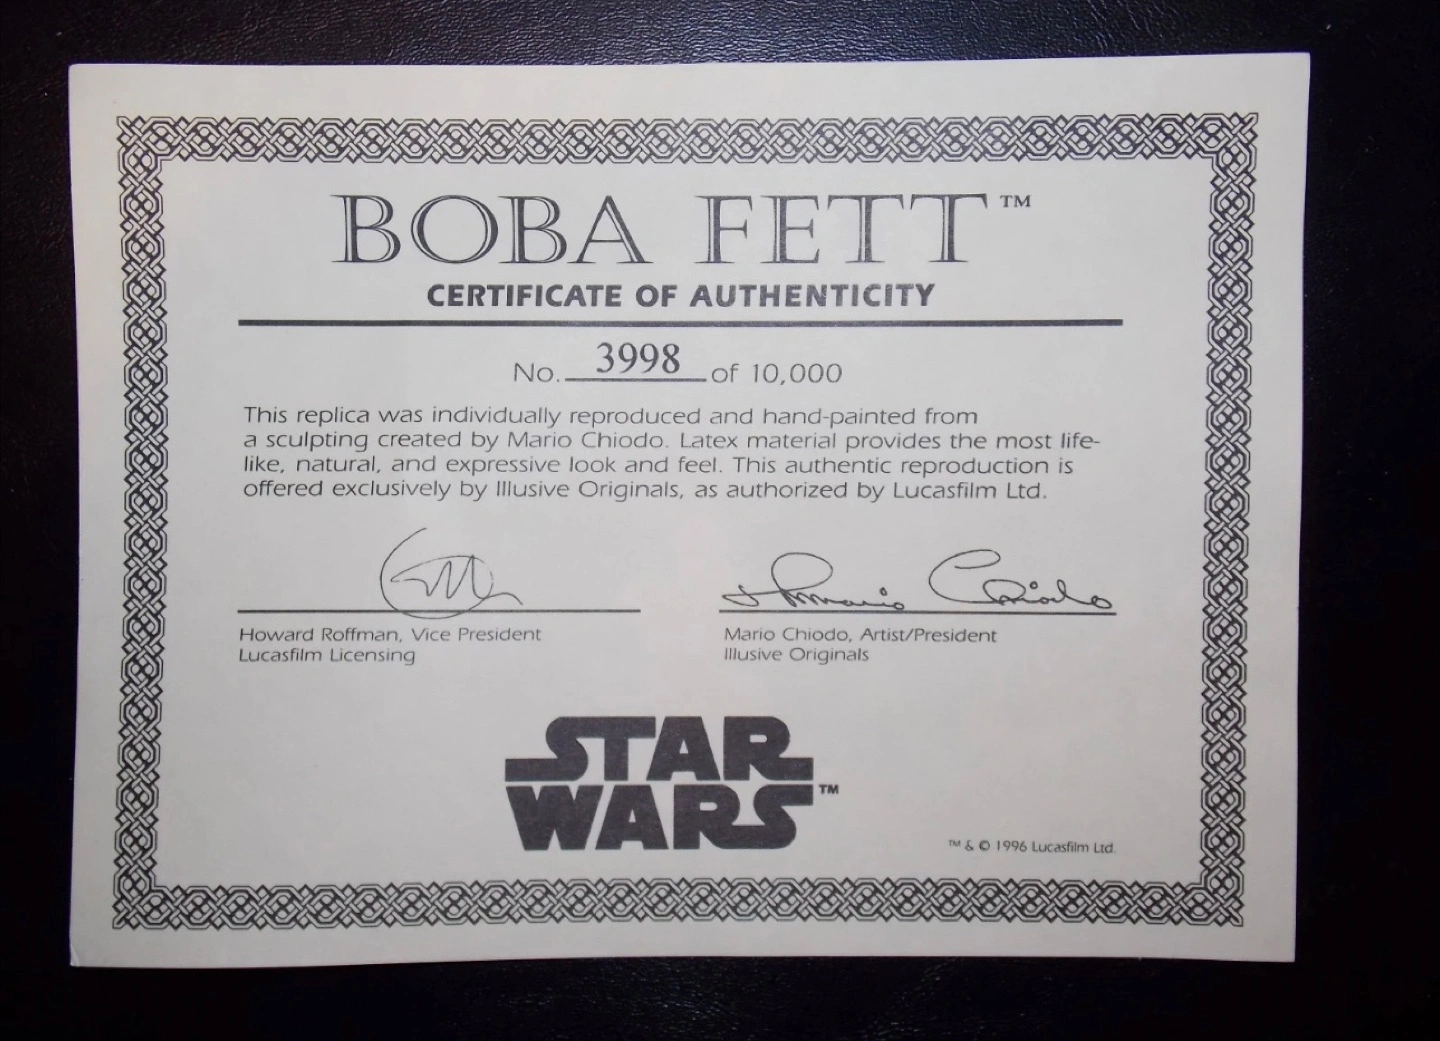 BOBA FETT™
CERTIFICATE OF AUTHENTICITY
No. 3998 of 10,000
This replica was individually reproduced and hand-painted from
a sculpting created by Mario Chiodo. Latex material provides the most life-
like, natural, and expressive look and feel. This authentic reproduction is
offered exclusively by Illusive Originals, as authorized by Lucasfilm Ltd.
Mario Chiodo
Howard Roffman, Vice President
Lucasfilm Licensing
Mario Chiodo, Artist/President
Illusive Originals
STAR
WARS™
™ & © 1996 Lucasfilm Ltd.